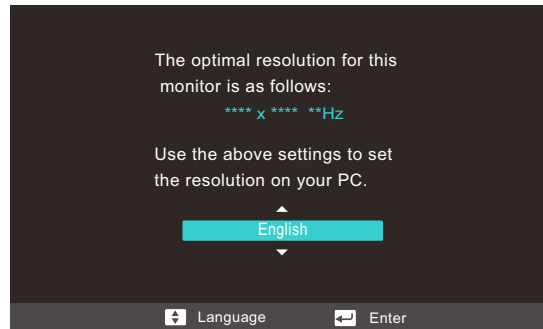 The optimal resolution for this
monitor is as follows:
**** x **** **Hz
Use the above settings to set
the resolution on your PC.
English
Language Enter